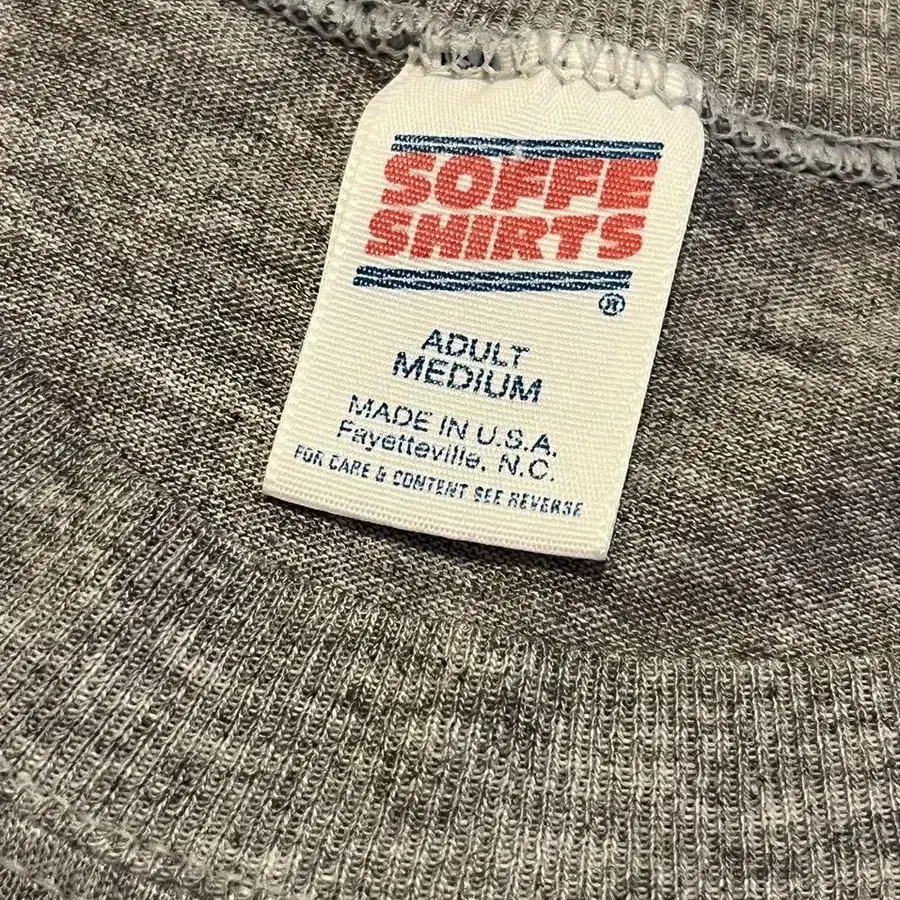 SOFFE
SHIRTS
®
ADULT
MEDIUM
MADE IN U.S.A.
Fayetteville, N.C.
FOR CARE & CONTENT SEE REVERSE